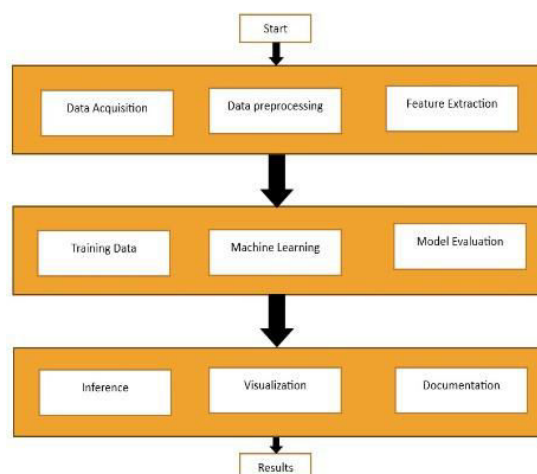 Start
Data Acquisition
Data preprocessing
Feature Extraction
Training Data
Machine Learning
Model Evaluation
Inference
Visualization
Documentation
Results